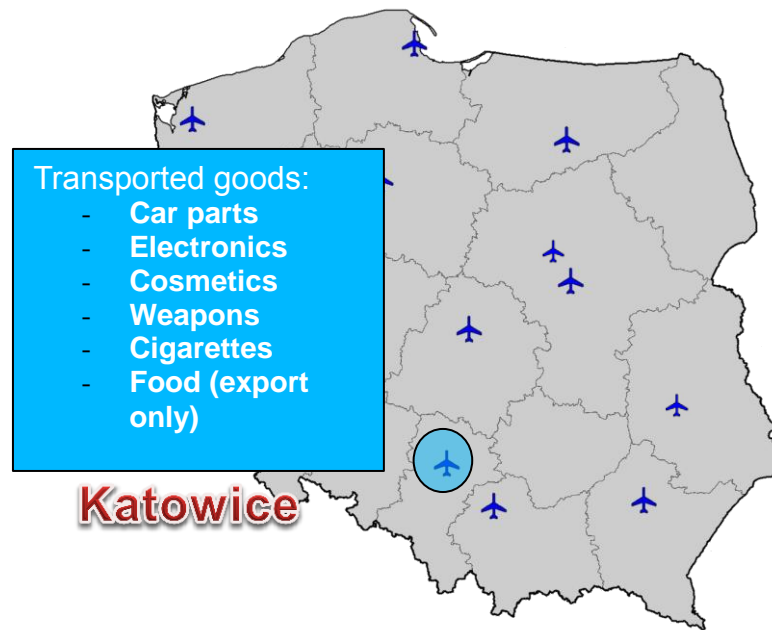 Transported goods:
- Car parts
- Electronics
- Cosmetics
- Weapons
- Cigarettes
- Food (export
only)
Katowice